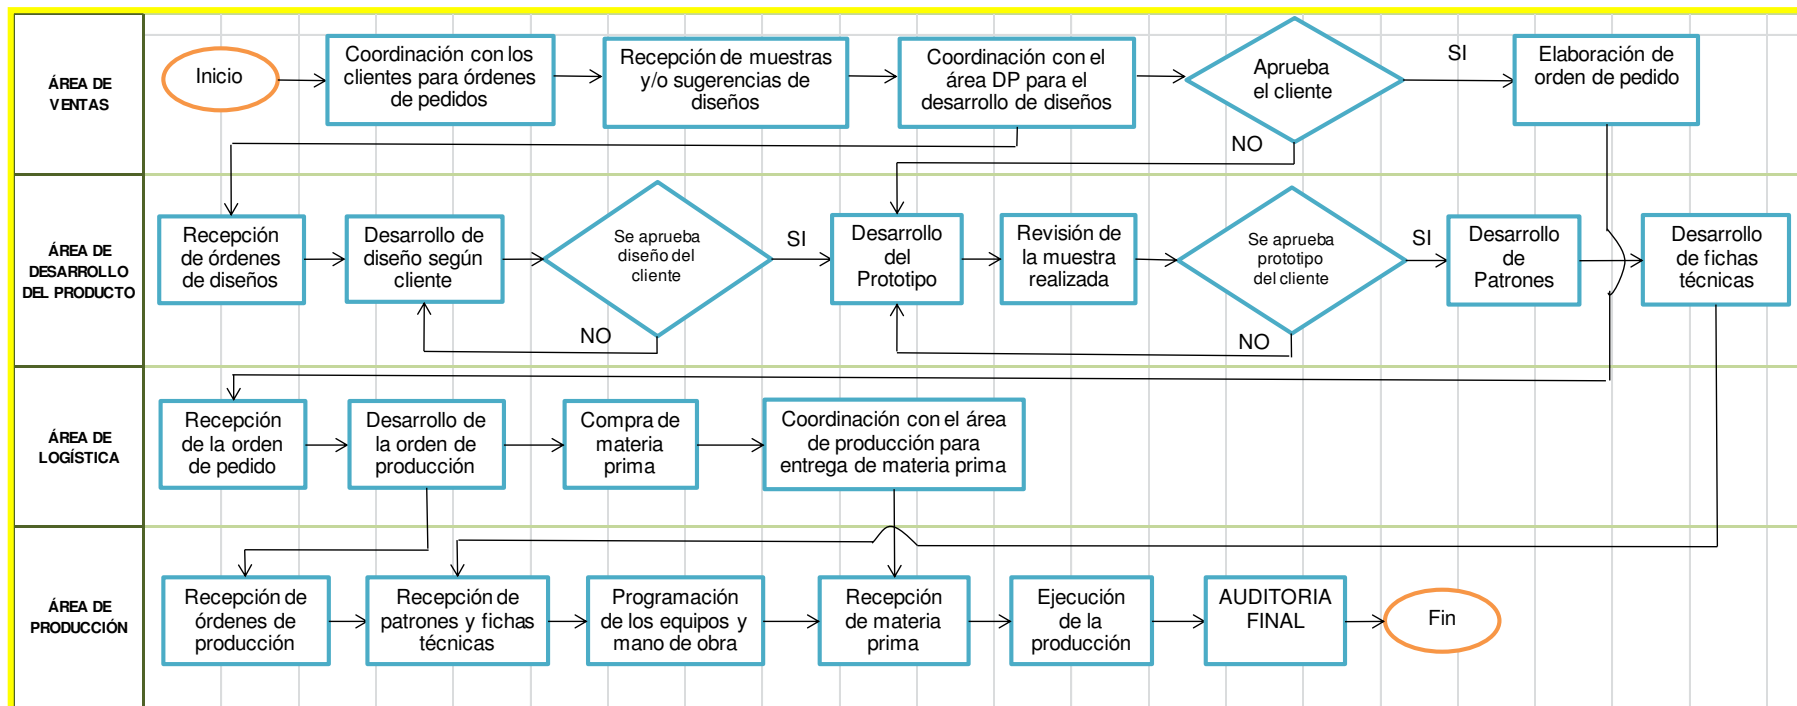 ÁREA DE
VENTAS
Inicio
Coordinación con los
clientes para órdenes
de pedidos
Recepción de muestras
y/o sugerencias de
diseños
Coordinación con el
área DP para el
desarrollo de diseños
Aprueba
el cliente
SI
NO
Elaboración de
orden de pedido
ÁREA DE
DESARROLLO
DEL PRODUCTO
Recepción
de órdenes
de diseños
Desarrollo de
diseño según
cliente
Se aprueba
diseño del
cliente
SI
NO
Desarrollo
del
Prototipo
Revisión de
la muestra
realizada
Se aprueba
prototipo
del cliente
SI
NO
Desarrollo
de
Patrones
Desarrollo
de fichas
técnicas
ÁREA DE
LOGÍSTICA
Recepción
de la orden
de pedido
Desarrollo de
la orden de
producción
Compra de
materia
prima
Coordinación con el área
de producción para
entrega de materia prima
ÁREA DE
PRODUCCIÓN
Recepción de
órdenes de
producción
Recepción de
patrones y fichas
técnicas
Programación
de los equipos y
mano de obra
Recepción
de materia
prima
Ejecución
de la
producción
AUDITORIA
FINAL
Fin